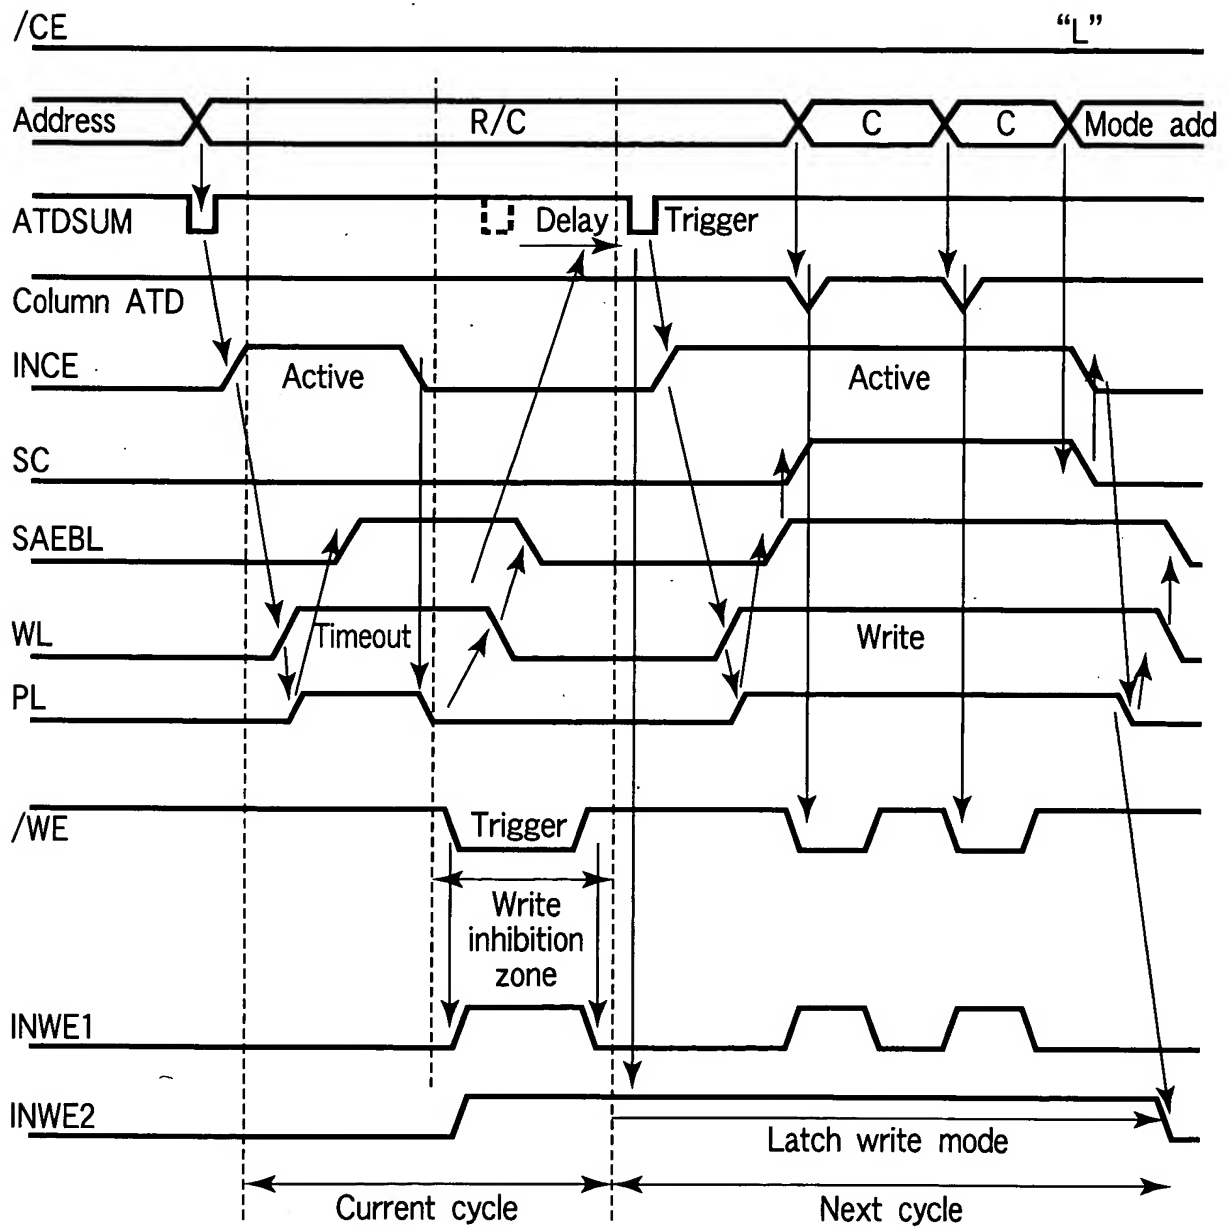 /CE
“L”
Address
R/C
C
C
Mode add
ATDSUM
Delay
Trigger
Column ATD
INCE
Active
Active
SC
SAEBL
WL
Timeout
Write
PL
/WE
Trigger
Write
inhibition
zone
INWE1
INWE2
Latch write mode
Current cycle
Next cycle